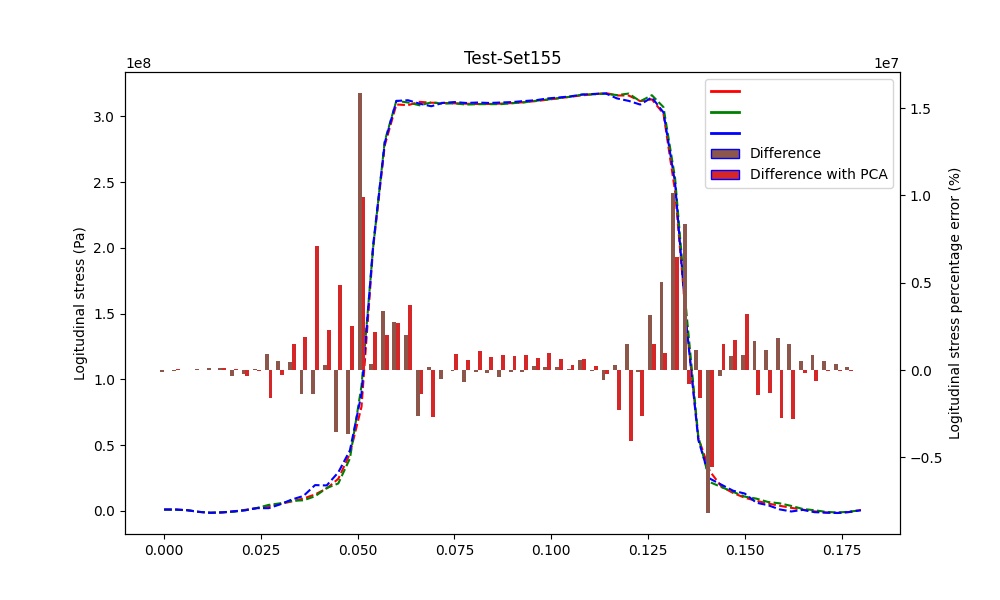 Test-Set155
1e8
1e7
Difference
Difference with PCA
Logitudinal stress (Pa)
3.0
2.5
2.0
1.5
1.0
0.5
0.0
1.5
1.0
0.5
0.0
−0.5
Logitudinal stress percentage error (%)
0.000 0.025 0.050 0.075 0.100 0.125 0.150 0.175